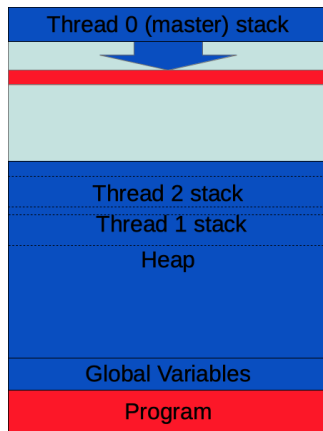 Thread 0 (master) stack
Thread 2 stack
Thread 1 stack
Heap
Global Variables
Program